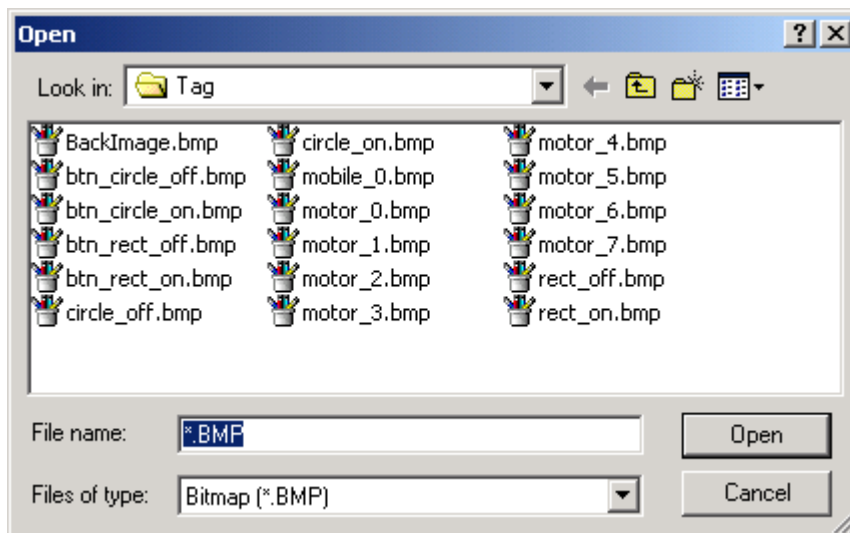 Open
Look in: Tag
BackImage.bmp
btn_circle_off.bmp
btn_circle_on.bmp
btn_rect_off.bmp
btn_rect_on.bmp
circle_off.bmp
circle_on.bmp
mobile_0.bmp
motor_0.bmp
motor_1.bmp
motor_2.bmp
motor_3.bmp
motor_4.bmp
motor_5.bmp
motor_6.bmp
motor_7.bmp
rect_off.bmp
rect_on.bmp
File name: *.BMP Open
Files of type: Bitmap (*.BMP) Cancel